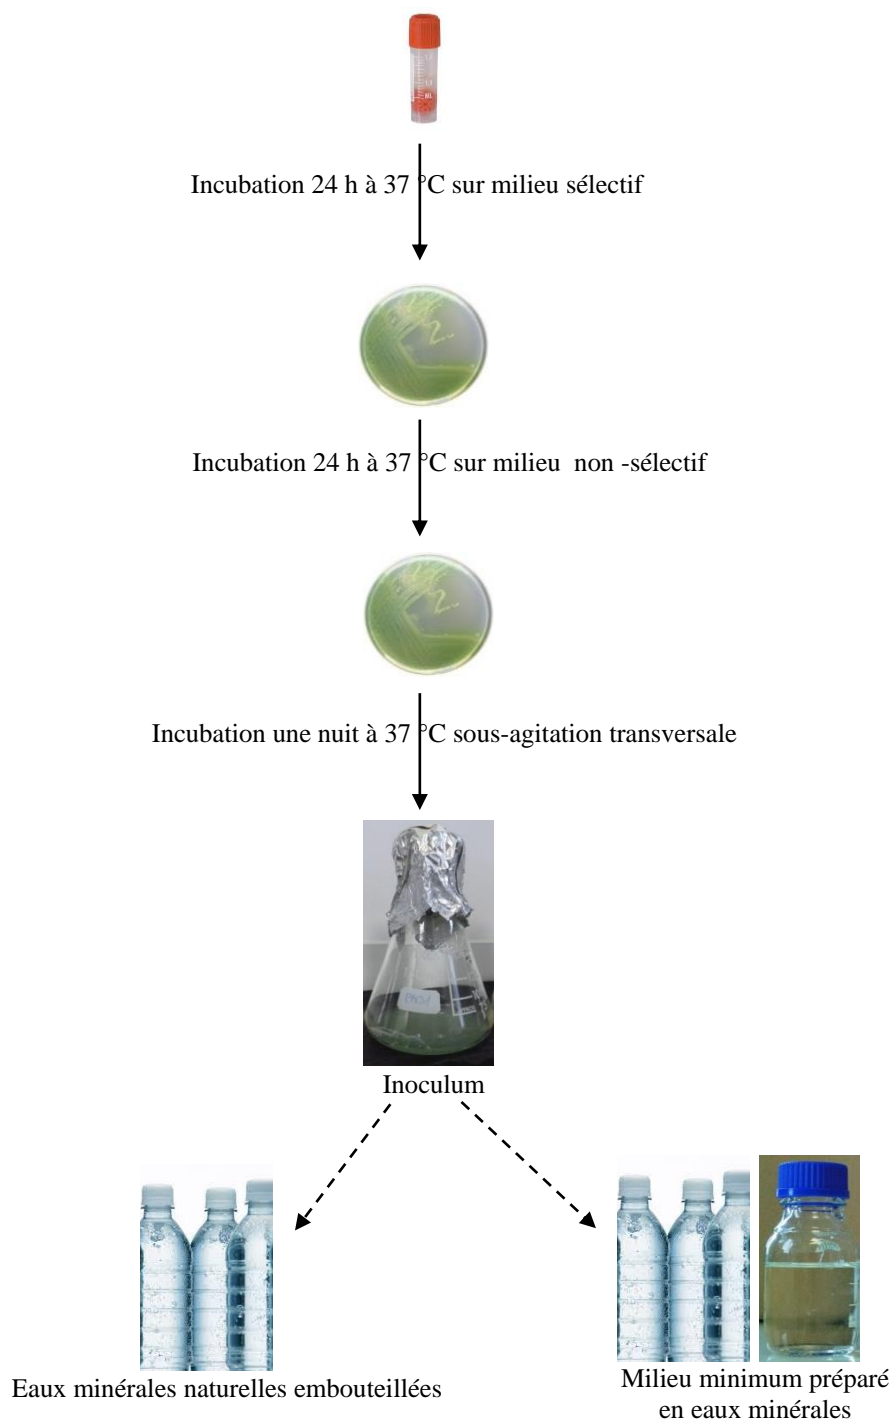 Incubation 24 h à 37 °C sur milieu sélectif
Incubation 24 h à 37 °C sur milieu  non -sélectif
Incubation une nuit à 37 °C sous-agitation transversale
Inoculum
Eaux minérales naturelles embouteillées
Milieu minimum préparé
en eaux minérales